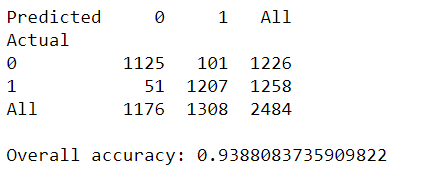 Predicted 0 1 All
Actual
0 1125 101 1226
1 51 1207 1258
All 1176 1308 2484
Overall accuracy: 0.9388083735909822